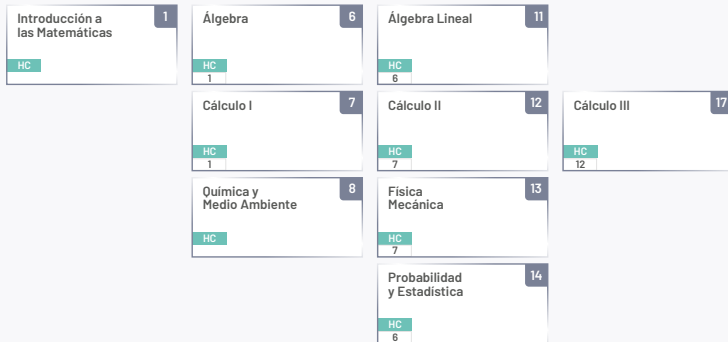 Introducción a
las Matemáticas
1
HC
Álgebra
6
HC
1
Álgebra Lineal
11
HC
6
Cálculo I
7
HC
1
Cálculo II
12
HC
7
Cálculo III
17
HC
12
Química y
Medio Ambiente
8
HC
Física
Mecánica
13
HC
7
Probabilidad
y Estadística
14
HC
6